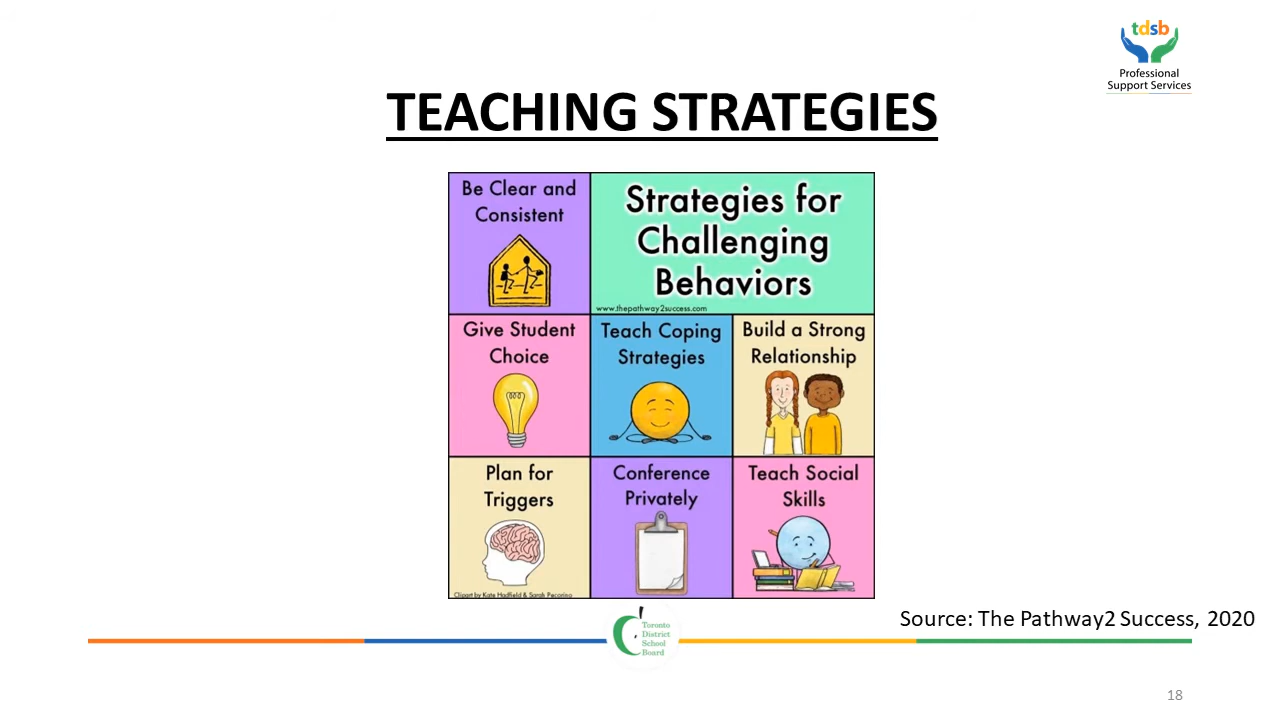 tdsb
Professional
Support Services
TEACHING STRATEGIES
Be Clear and
Consistent
Strategies for
Challenging
Behaviors
www.thepathway2success.com
Give Student
Choice
Teach Coping
Strategies
Build a Strong
Relationship
Plan for
Triggers
Conference
Privately
Teach Social
Skills
Clipart by Kate Hadfield & Sarah Pecorino
Source: The Pathway2 Success, 2020
Toronto
District
School
Board
18